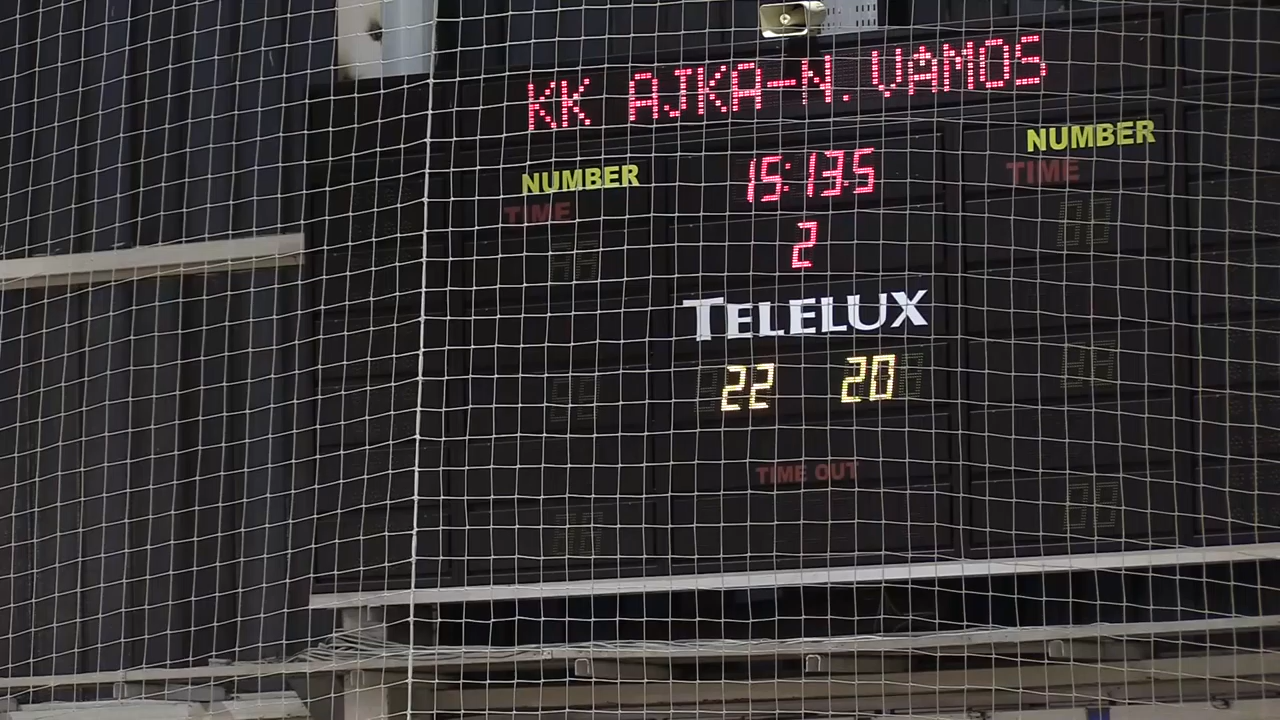 KK AJKA-N. VAMOS
NUMBER
TIME
15:13.5
NUMBER
TIME
2
TELELUX
22 20
TIME OUT